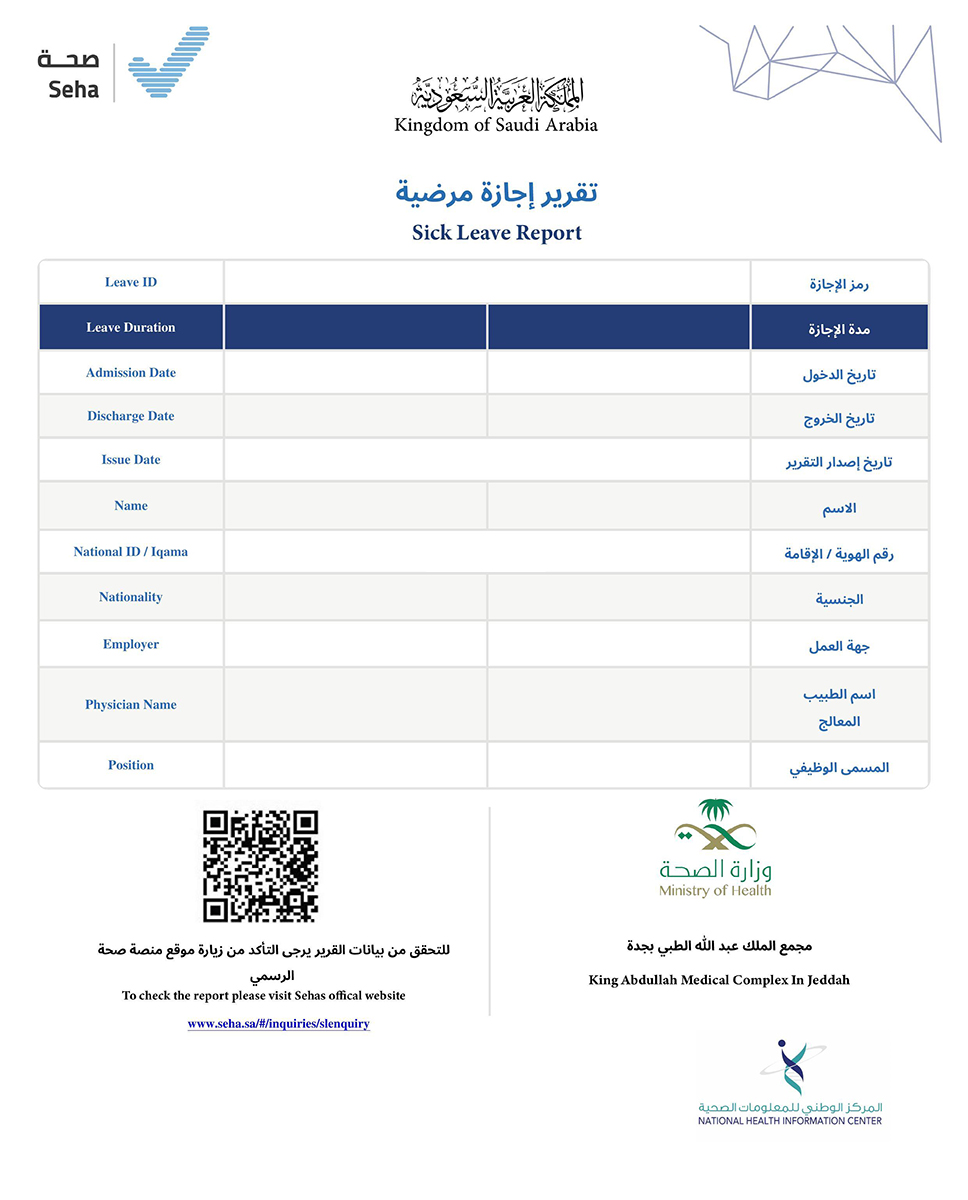 صحة
Seha
المملكة العربية السعودية
Kingdom of Saudi Arabia
تقرير إجازة مرضية
Sick Leave Report
Leave ID
رمز الإجازة
Leave Duration
مدة الإجازة
Admission Date
تاريخ الدخول
Discharge Date
تاريخ الخروج
Issue Date
تاريخ إصدار التقرير
Name
الاسم
National ID / Iqama
رقم الهوية / الإقامة
Nationality
الجنسية
Employer
جهة العمل
Physician Name
اسم الطبيب
المعالج
Position
المسمى الوظيفي
للتحقق من بيانات القرير يرجى التأكد من زيارة موقع منصة صحة
الرسمي
To check the report please visit Sehas offical website
www.seha.sa/#/inquiries/slenquiry
وزارة الصحة
Ministry of Health
مجمع الملك عبد الله الطبي بجدة
King Abdullah Medical Complex In Jeddah
المركز الوطني للمعلومات الصحية
NATIONAL HEALTH INFORMATION CENTER